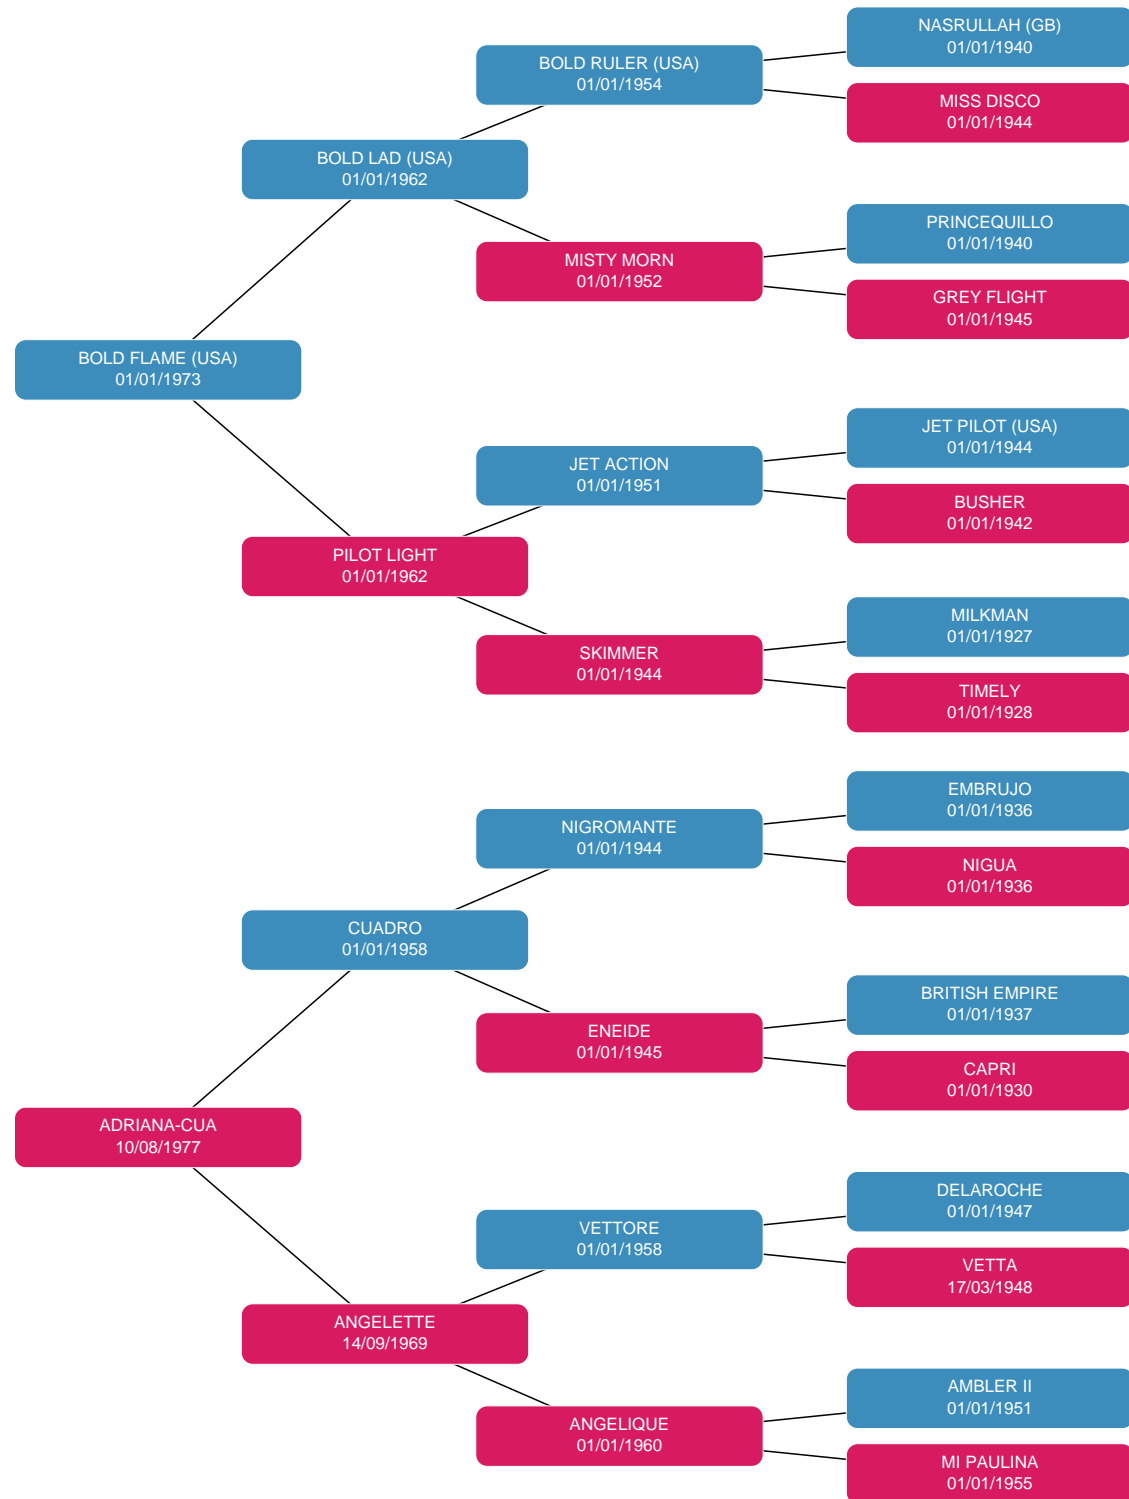 NASRULLAH (GB)
01/01/1940
BOLD RULER (USA)
01/01/1954
MISS DISCO
01/01/1944
BOLD LAD (USA)
01/01/1962
PRINCEQUILLO
01/01/1940
MISTY MORN
01/01/1952
GREY FLIGHT
01/01/1945
BOLD FLAME (USA)
01/01/1973
JET PILOT (USA)
01/01/1944
JET ACTION
01/01/1951
BUSHER
01/01/1942
PILOT LIGHT
01/01/1962
MILKMAN
01/01/1927
SKIMMER
01/01/1944
TIMELY
01/01/1928
EMBRUJO
01/01/1936
NIGROMANTE
01/01/1944
NIGUA
01/01/1936
CUADRO
01/01/1958
BRITISH EMPIRE
01/01/1937
ENEIDE
01/01/1945
CAPRI
01/01/1930
ADRIANA-CUA
10/08/1977
DELAROCHE
01/01/1947
VETTORE
01/01/1958
VETTA
17/03/1948
ANGELETTE
14/09/1969
AMBLER II
01/01/1951
ANGELIQUE
01/01/1960
MI PAULINA
01/01/1955